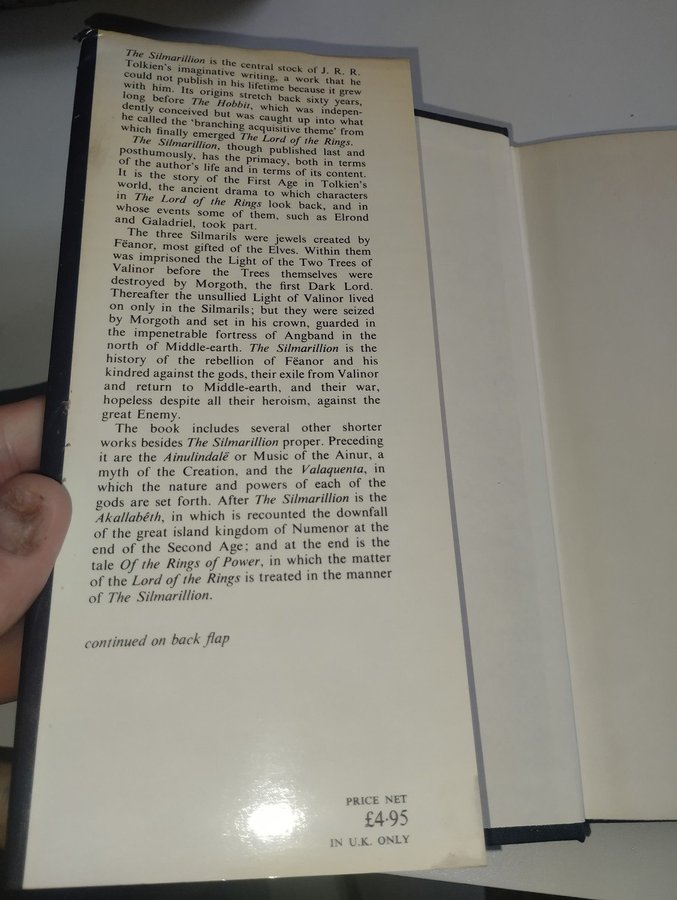 The Silmarillion is the central stock of J. R. R.
Tolkien's imaginative writing, a work that he
could not publish in his lifetime because it grew
with him. Its origins stretch back sixty years,
long before The Hobbit, which was indepen-
dently conceived but was caught up into what
he called the 'branching acquisitive theme' from
which finally emerged The Lord of the Rings.
The Silmarillion, though published last and
posthumously, has the primacy, both in terms
of the author's life and in terms of its content.
It is the story of the First Age in Tolkien's
world, the ancient drama to which characters
in The Lord of the Rings look back, and in
whose events some of them, such as Elrond
and Galadriel, took part.
The three Silmarils were jewels created by
Fëanor, most gifted of the Elves. Within them
was imprisoned the Light of the Two Trees of
Valinor before the Trees themselves were
destroyed by Morgoth, the first Dark Lord.
Thereafter the unsullied Light of Valinor lived
on only in the Silmarils; but they were seized
by Morgoth and set in his crown, guarded in
the impenetrable fortress of Angband in the
north of Middle-earth. The Silmarillion is the
history of the rebellion of Fëanor and his
kindred against the gods, their exile from Valinor
and return to Middle-earth, and their war,
hopeless despite all their heroism, against the
great Enemy.
The book includes several other shorter
works besides The Silmarillion proper. Preceding
it are the Ainulindalë or Music of the Ainur, a
myth of the Creation, and the Valaquenta, in
which the nature and powers of each of the
gods are set forth. After The Silmarillion is the
Akallabêth, in which is recounted the downfall
of the great island kingdom of Numenor at the
end of the Second Age; and at the end is the
tale Of the Rings of Power, in which the matter
of the Lord of the Rings is treated in the manner
of The Silmarillion.
continued on back flap
PRICE NET
£4·95
IN U.K. ONLY